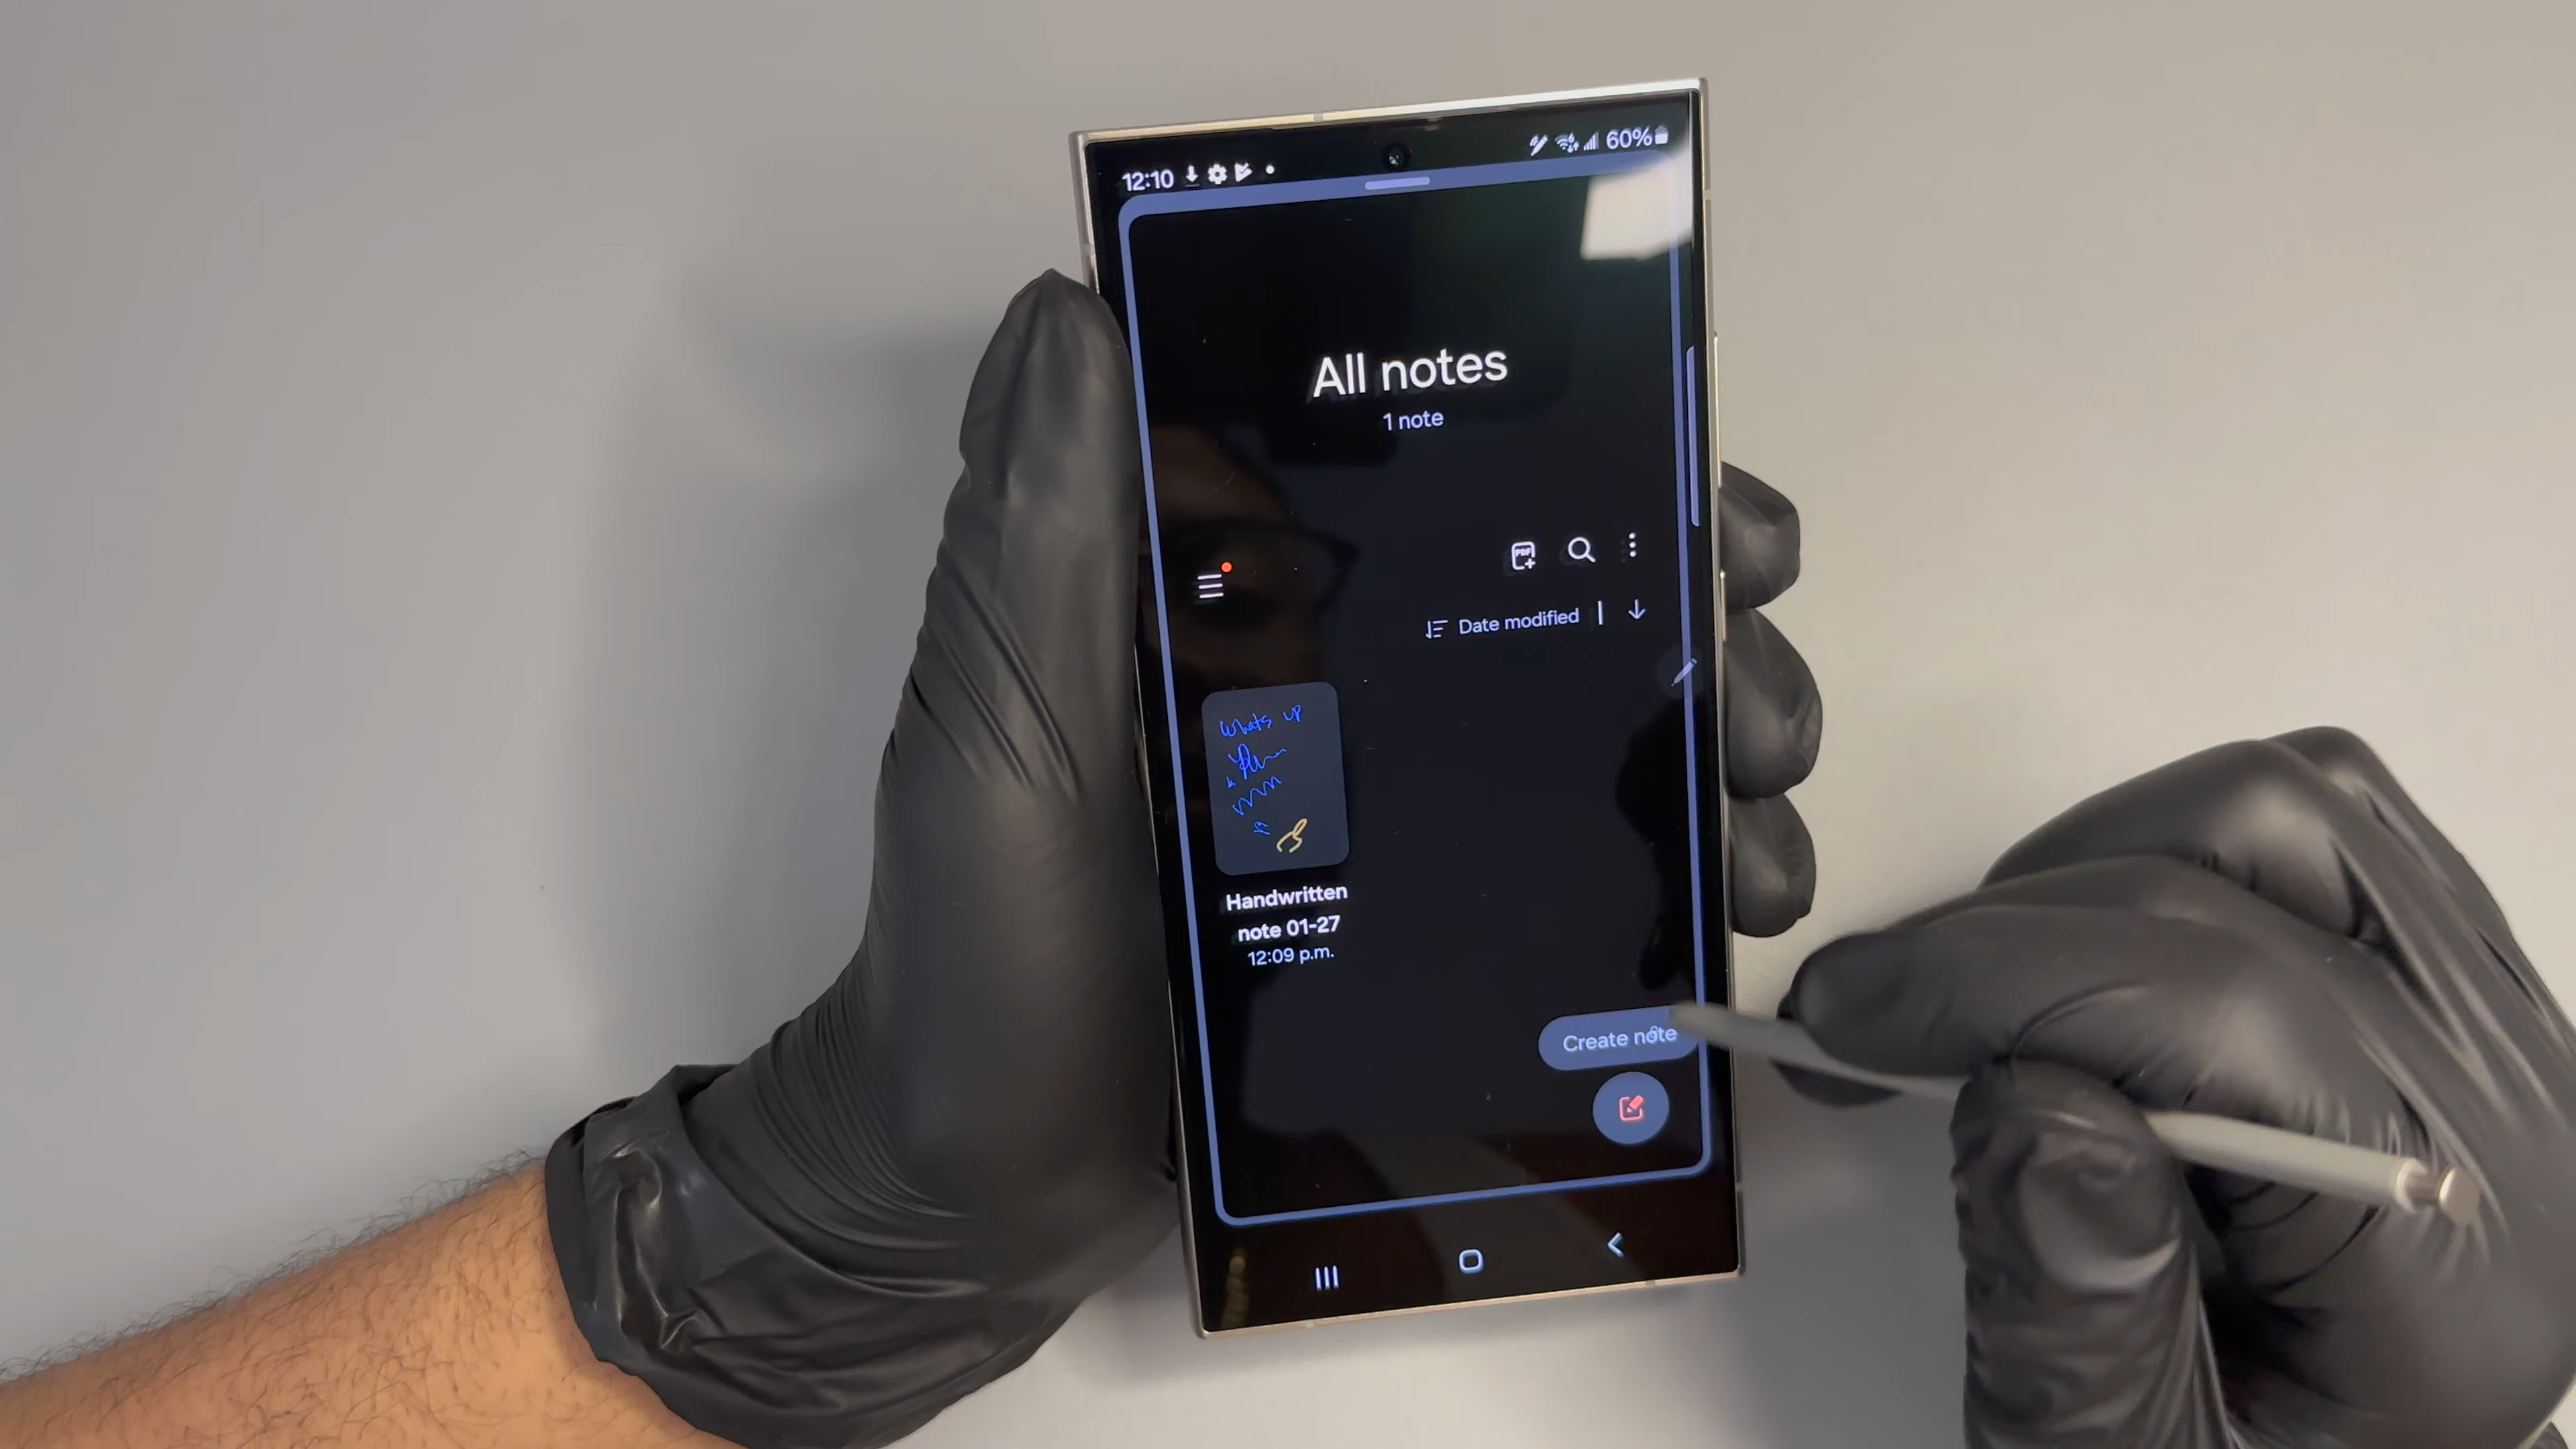 12:10 60%
All notes
1 note
PDF
Date modified
Whats up
Handwritten
note 01-27
12:09 p.m.
Create note